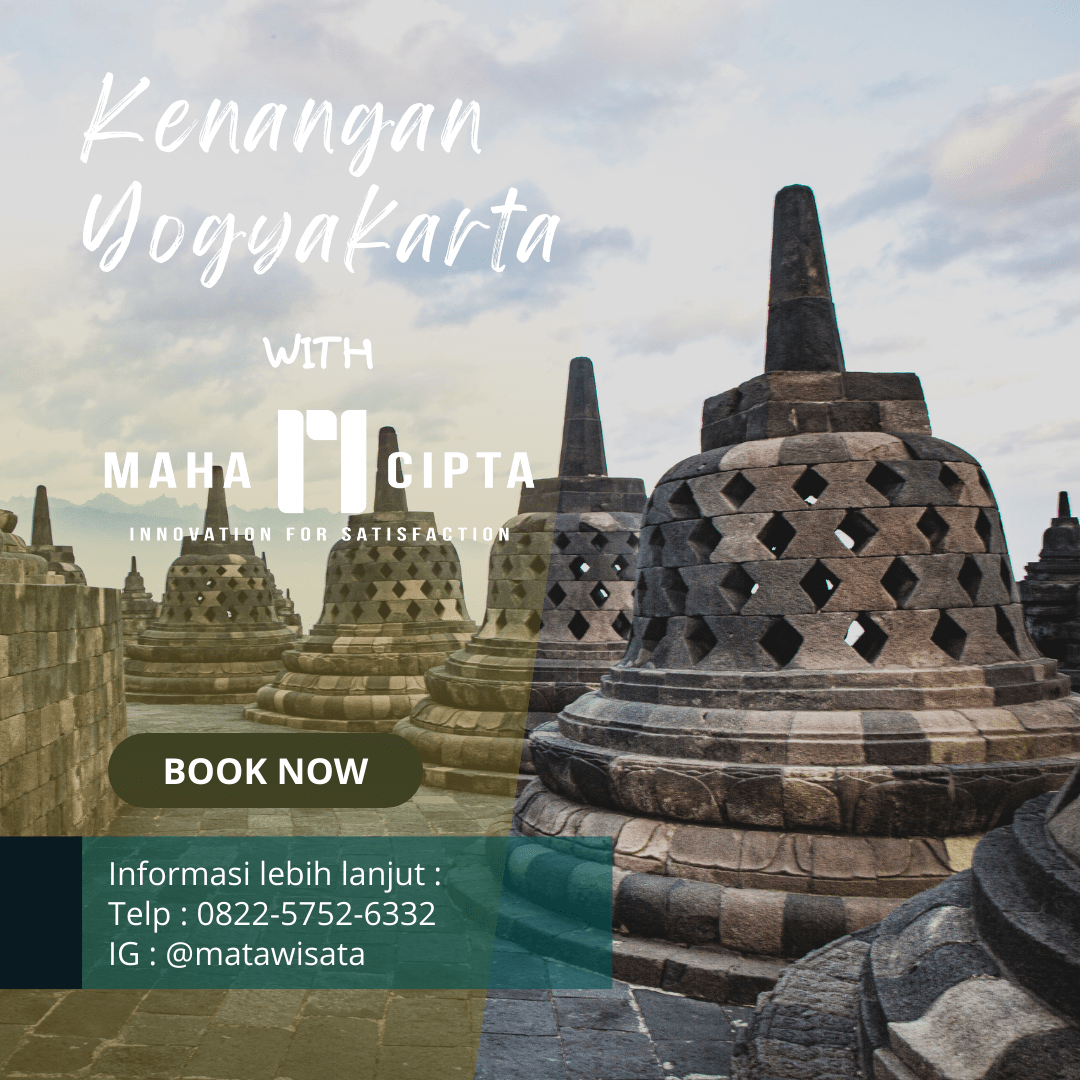 Kenangan
Yogyakarta
WITH
MAHA CIPTA
INNOVATION FOR SATISFACTION
BOOK NOW
Informasi lebih lanjut :
Telp : 0822-5752-6332
IG : @matawisata